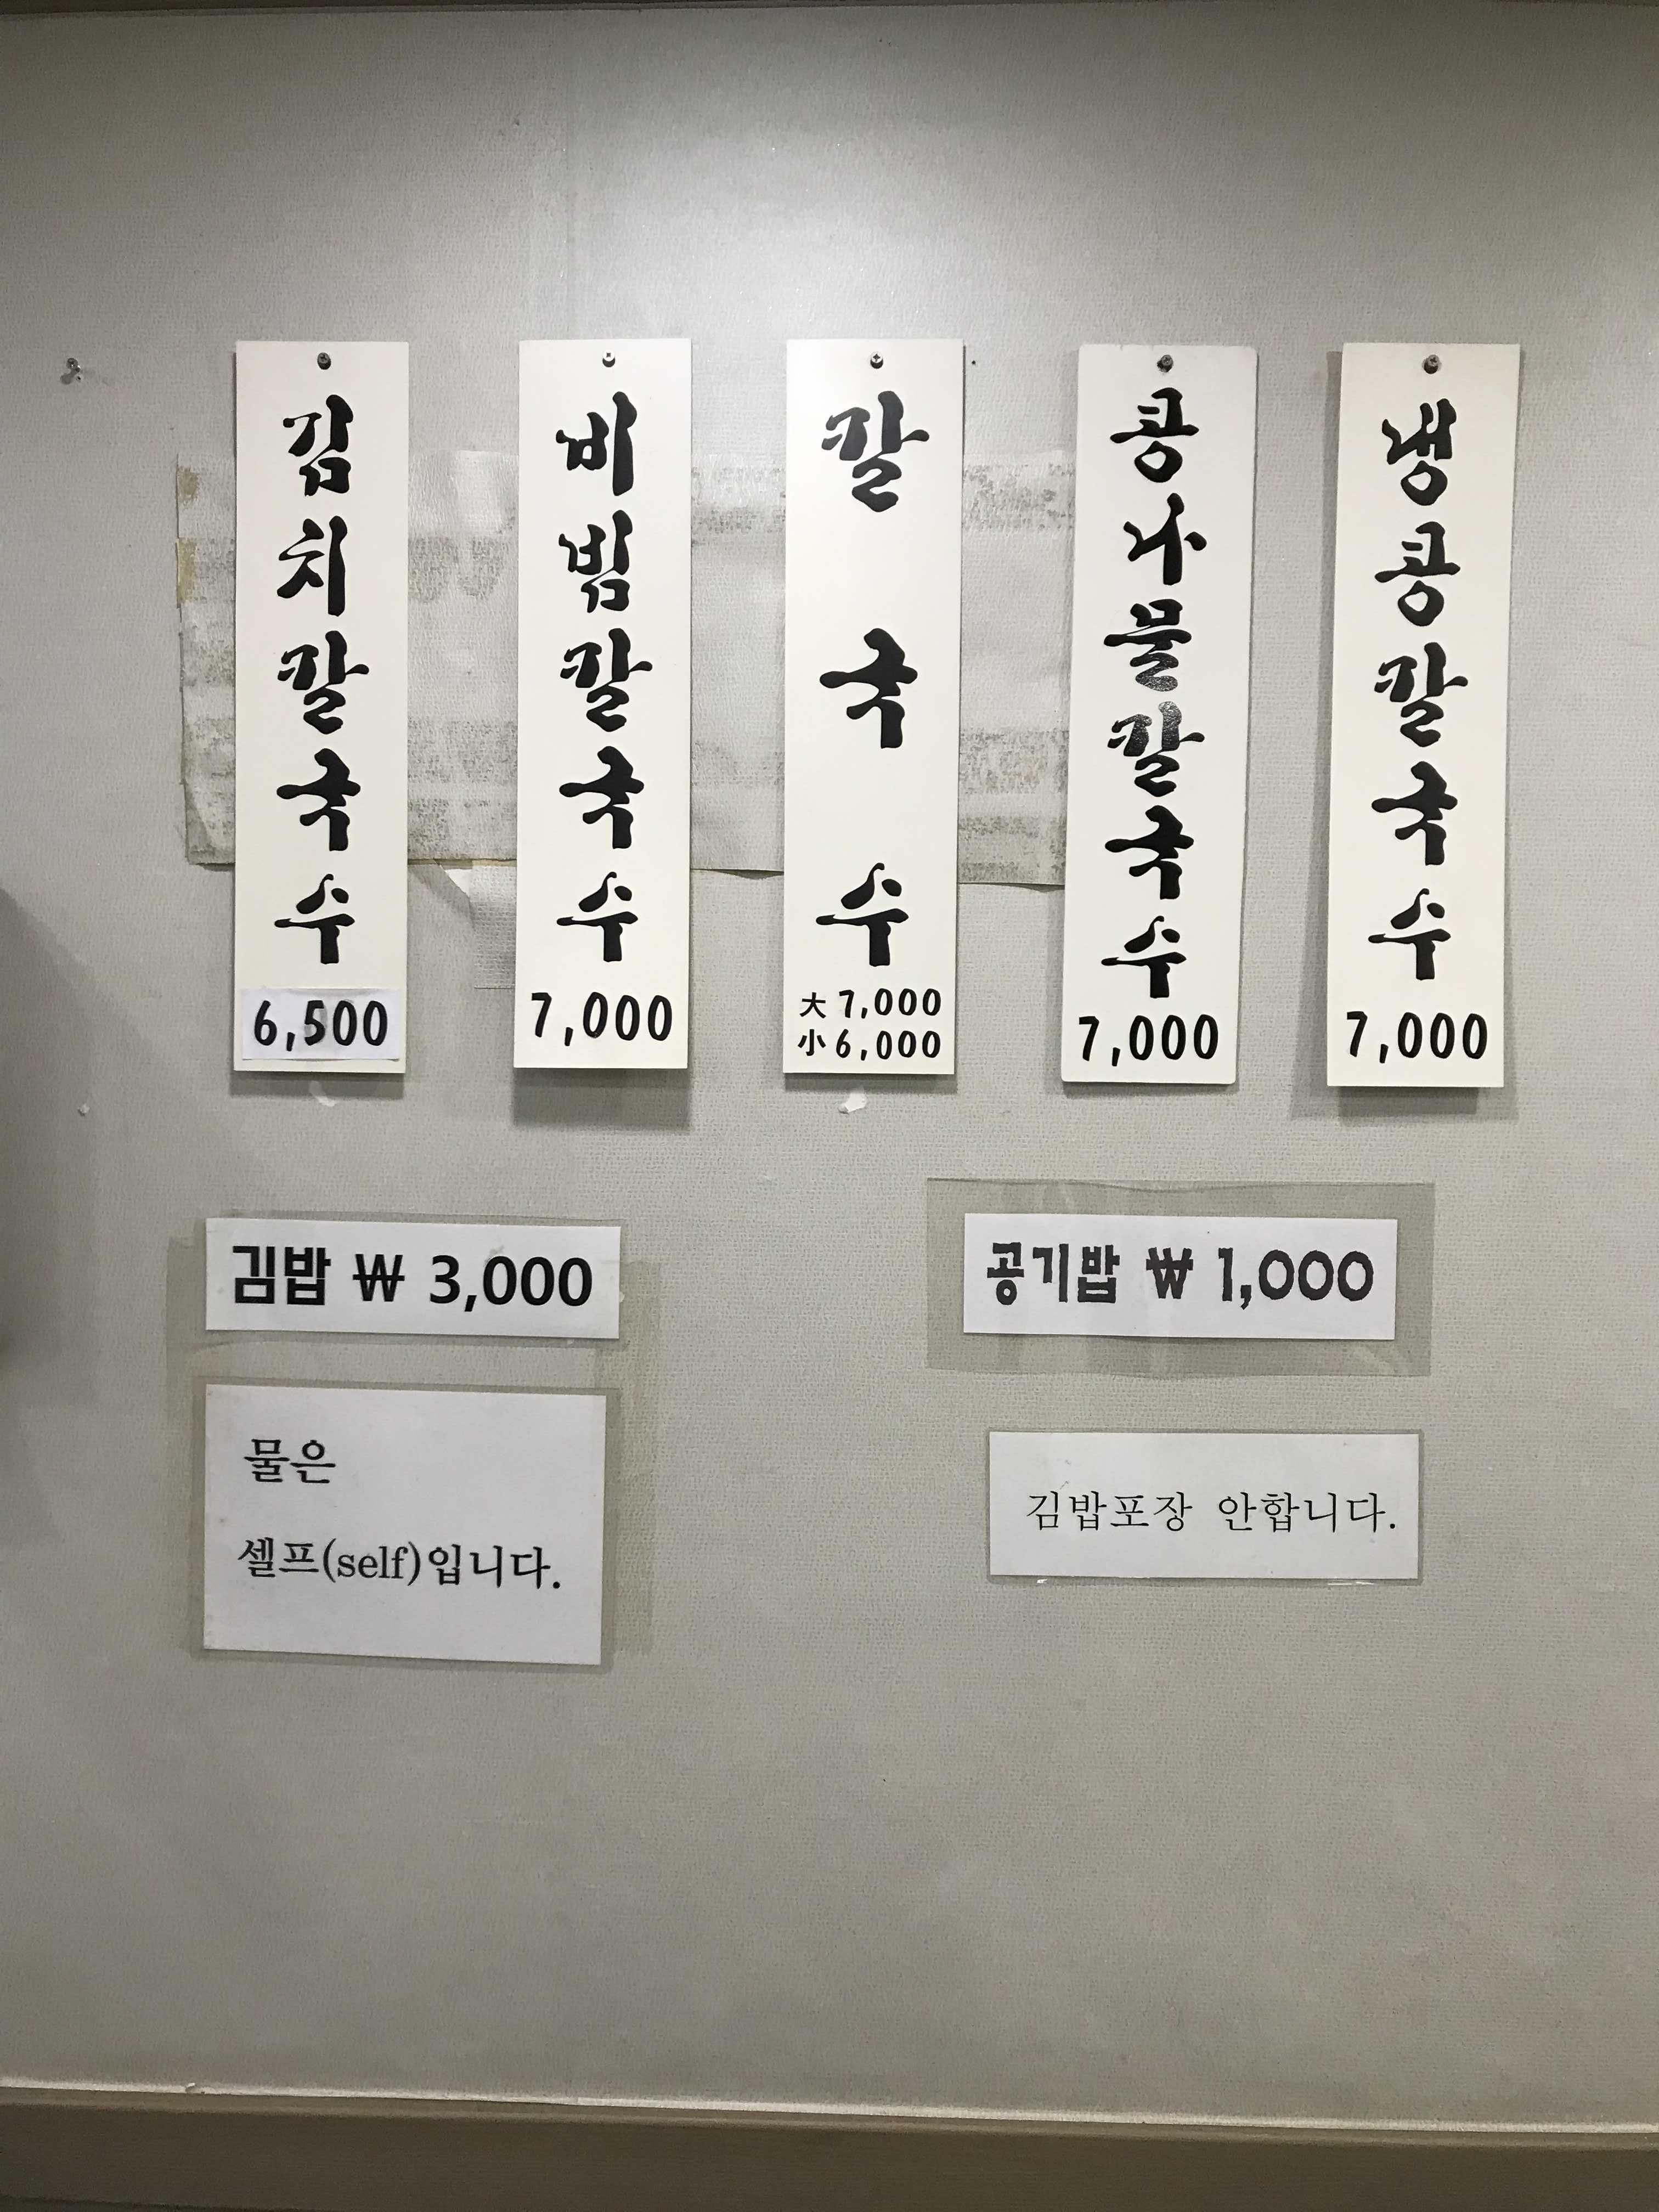 김치칼국수
6,500
비빔칼국수
7,000
칼국수
大 7,000
小 6,000
콩나물칼국수
7,000
냉콩칼국수
7,000
김밥 ₩ 3,000
공기밥 ₩ 1,000
물은
셀프(self)입니다.
김밥포장 안합니다.